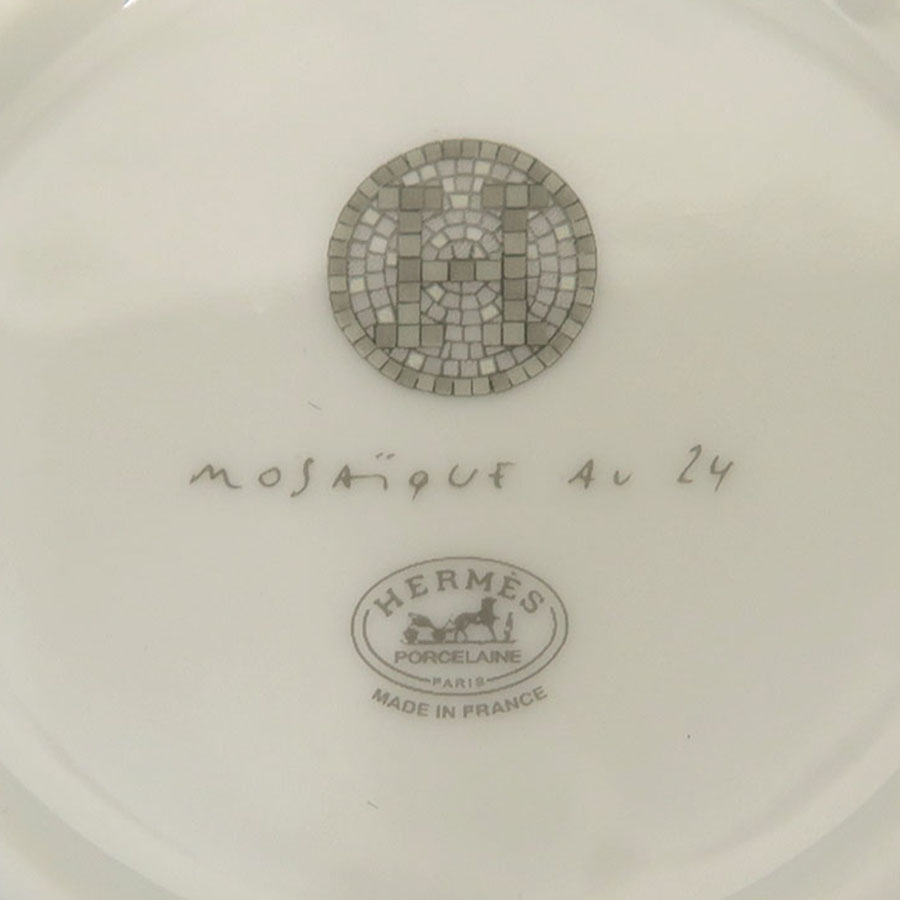 H
MOSAÏQUE AU 24
HERMÈS
PORCELAINE
PARIS
MADE IN FRANCE